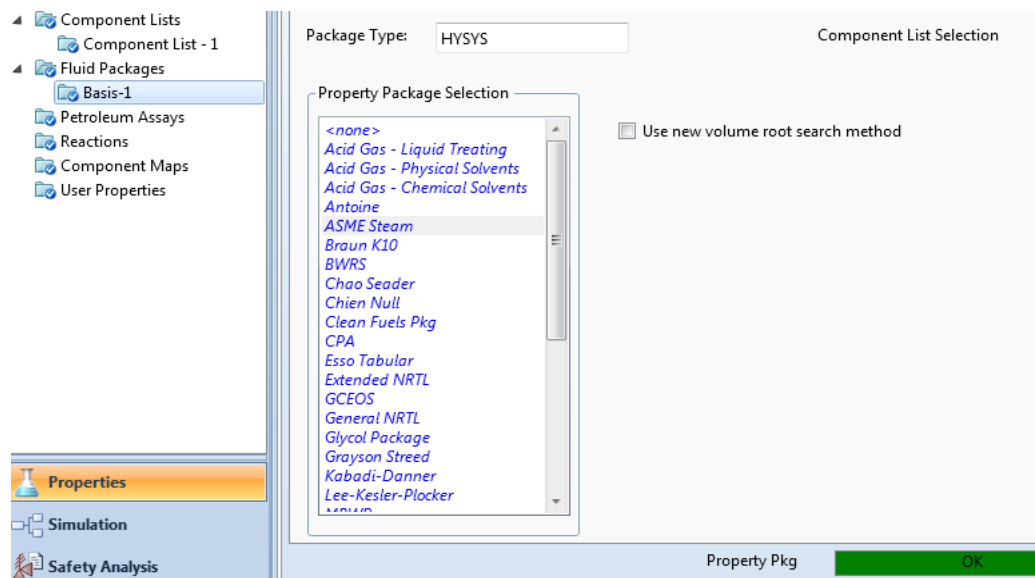 Component Lists
Component List - 1
Fluid Packages
Basis-1
Petroleum Assays
Reactions
Component Maps
User Properties
Properties
Simulation
Safety Analysis
Package Type: HYSYS Component List Selection
Property Package Selection
<none>
Acid Gas - Liquid Treating
Acid Gas - Physical Solvents
Acid Gas - Chemical Solvents
Antoine
ASME Steam
Braun K10
BWRS
Chao Seader
Chien Null
Clean Fuels Pkg
CPA
Esso Tabular
Extended NRTL
GCEOS
General NRTL
Glycol Package
Grayson Streed
Kabadi-Danner
Lee-Kesler-Plocker
Use new volume root search method
Property Pkg OK